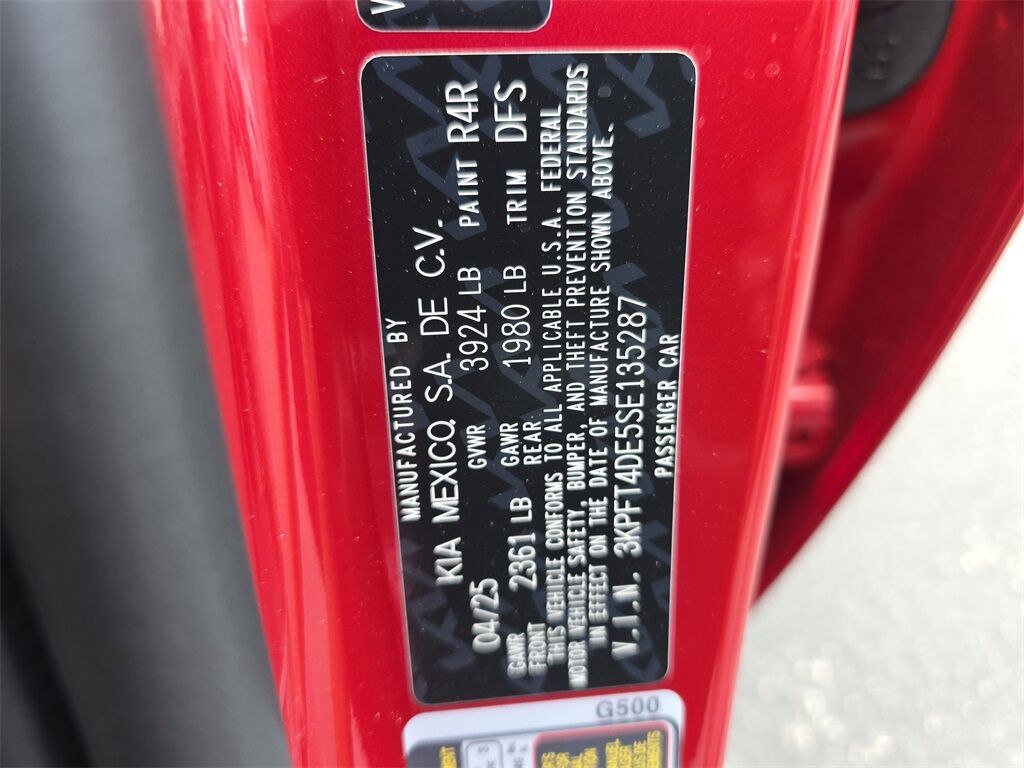 MANUFACTURED BY
KIA MEXICO, S.A. DE C.V.
04/25 GVWR 3924 LB PAINT R4R
GAWR FRONT 2361 LB GAWR REAR 1980 LB TRIM DFS
THIS VEHICLE CONFORMS TO ALL APPLICABLE U.S.A. FEDERAL
MOTOR VEHICLE SAFETY, BUMPER, AND THEFT PREVENTION STANDARDS
IN EFFECT ON THE DATE OF MANUFACTURE SHOWN ABOVE.
V.I.N. 3KPFT4DE5SE135287
PASSENGER CAR
G500